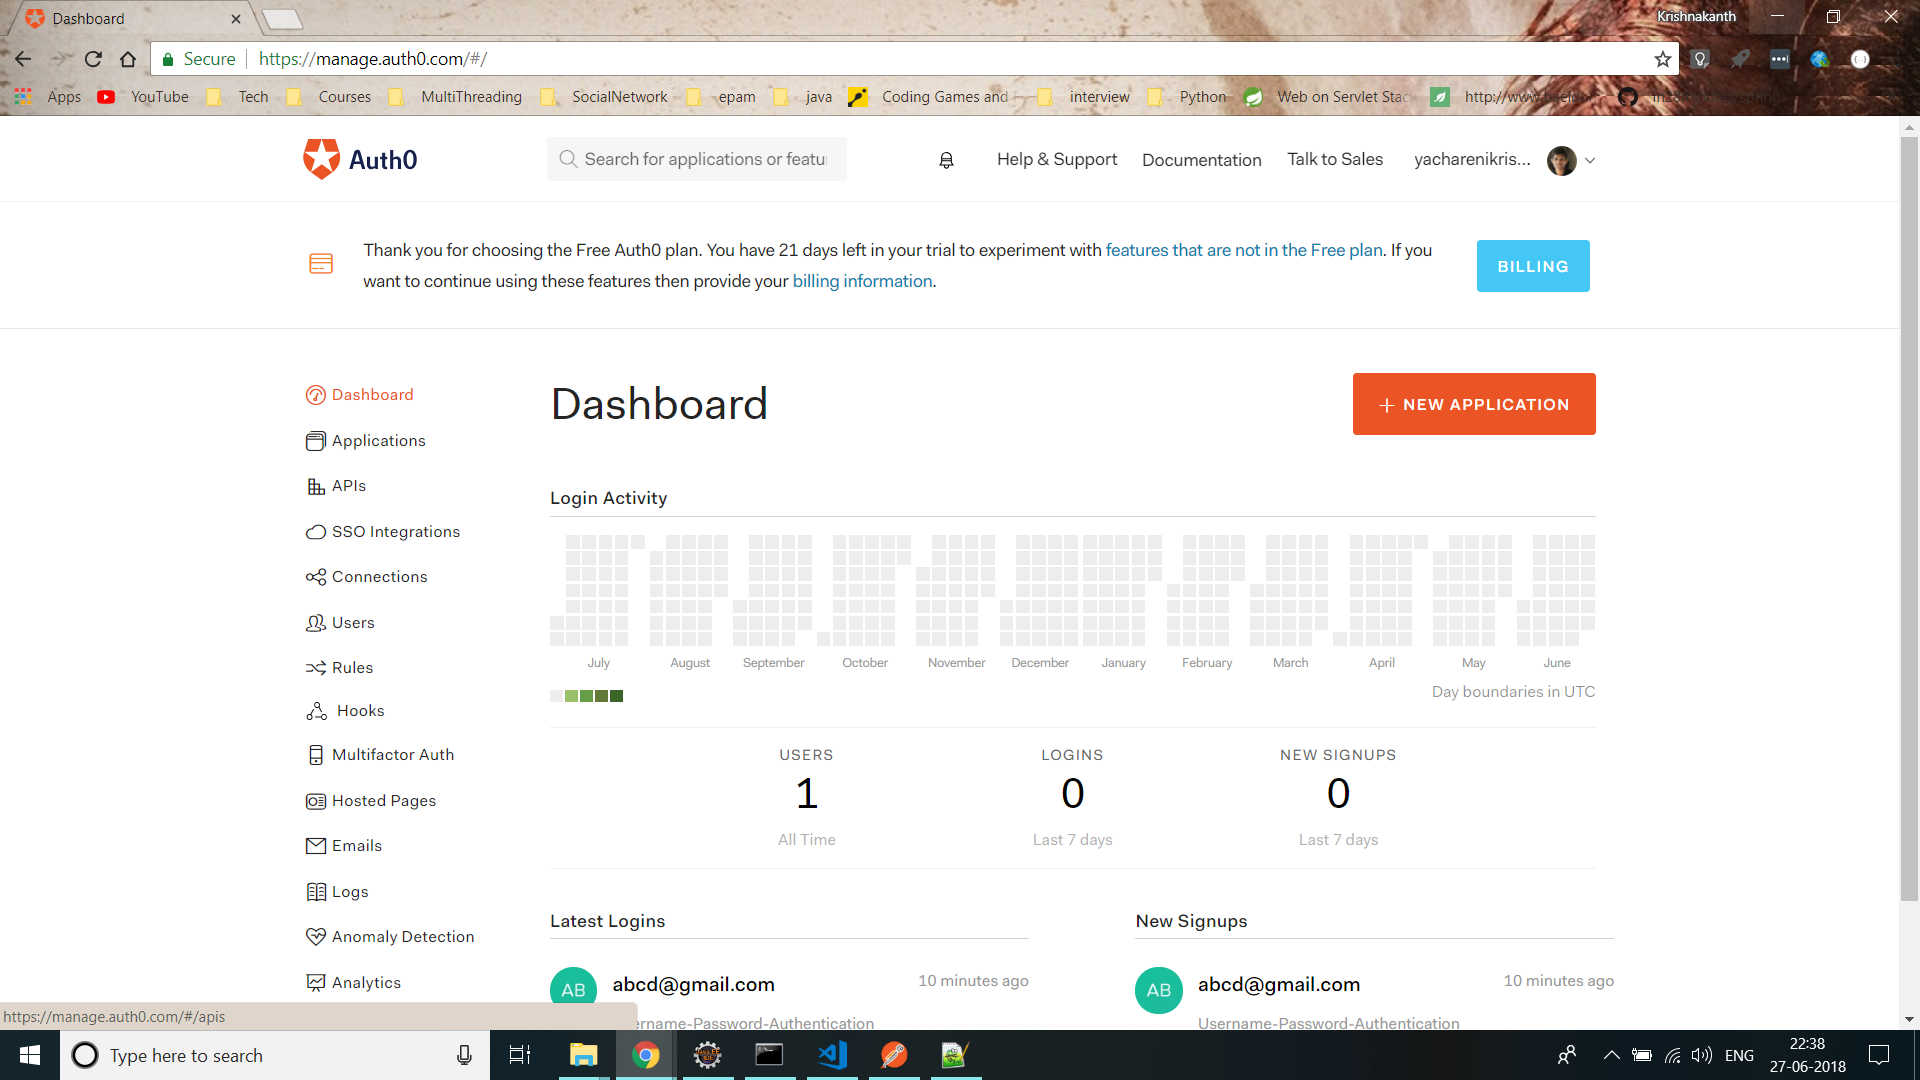 Dashboard
Krishnakanth
Secure
https://manage.auth0.com/#/
Apps YouTube Tech Courses MultiThreading SocialNetwork epam java Coding Games and interview Python Web on Servlet Stac
Auth0
Search for applications or featu
Help & Support Documentation Talk to Sales yacharenikris...
Thank you for choosing the Free Auth0 plan. You have 21 days left in your trial to experiment with features that are not in the Free plan. If you
want to continue using these features then provide your billing information.
BILLING
Dashboard
Applications
APIs
SSO Integrations
Connections
Users
Rules
Hooks
Multifactor Auth
Hosted Pages
Emails
Logs
Anomaly Detection
Analytics
Dashboard
+ NEW APPLICATION
Login Activity
July August September October November December January February March April May June
Day boundaries in UTC
USERS
1
All Time
LOGINS
0
Last 7 days
NEW SIGNUPS
0
Last 7 days
Latest Logins
AB
abcd@gmail.com
10 minutes ago
ername-Password-Authentication
New Signups
AB
abcd@gmail.com
10 minutes ago
Username-Password-Authentication
https://manage.auth0.com/#/apis
Type here to search
ENG
22:38
27-06-2018